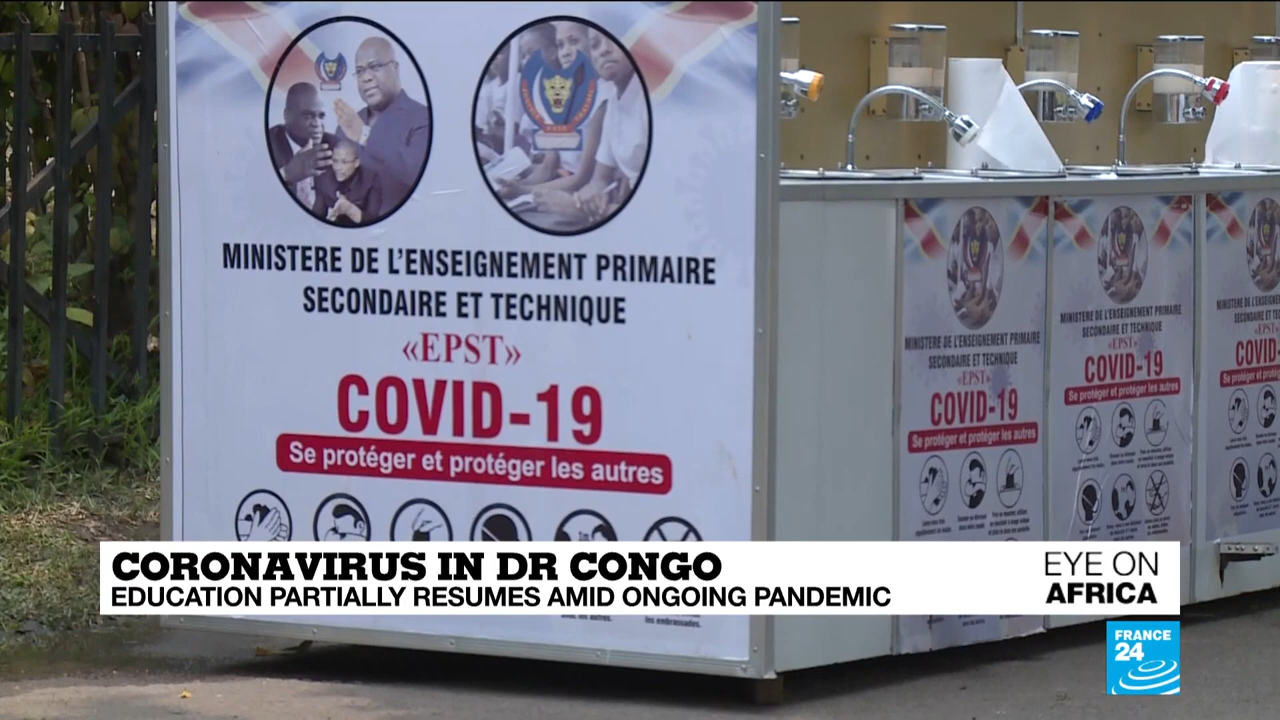 MINISTERE DE L'ENSEIGNEMENT PRIMAIRE
SECONDAIRE ET TECHNIQUE
«EPST»
COVID-19
Se protéger et protéger les autres
MINISTERE DE L'ENSEIGNEMENT PRIMAIRE
SECONDAIRE ET TECHNIQUE
«EPST»
COVID-19
Se protéger et protéger les autres
MINISTERE DE L'ENSEIGNEMENT PRIMAIRE
SECONDAIRE ET TECHNIQUE
«EPST»
COVID-19
Se protéger et protéger les autres
CORONAVIRUS IN DR CONGO
EDUCATION PARTIALLY RESUMES AMID ONGOING PANDEMIC
EYE ON
AFRICA
les embrassades.
FRANCE
24